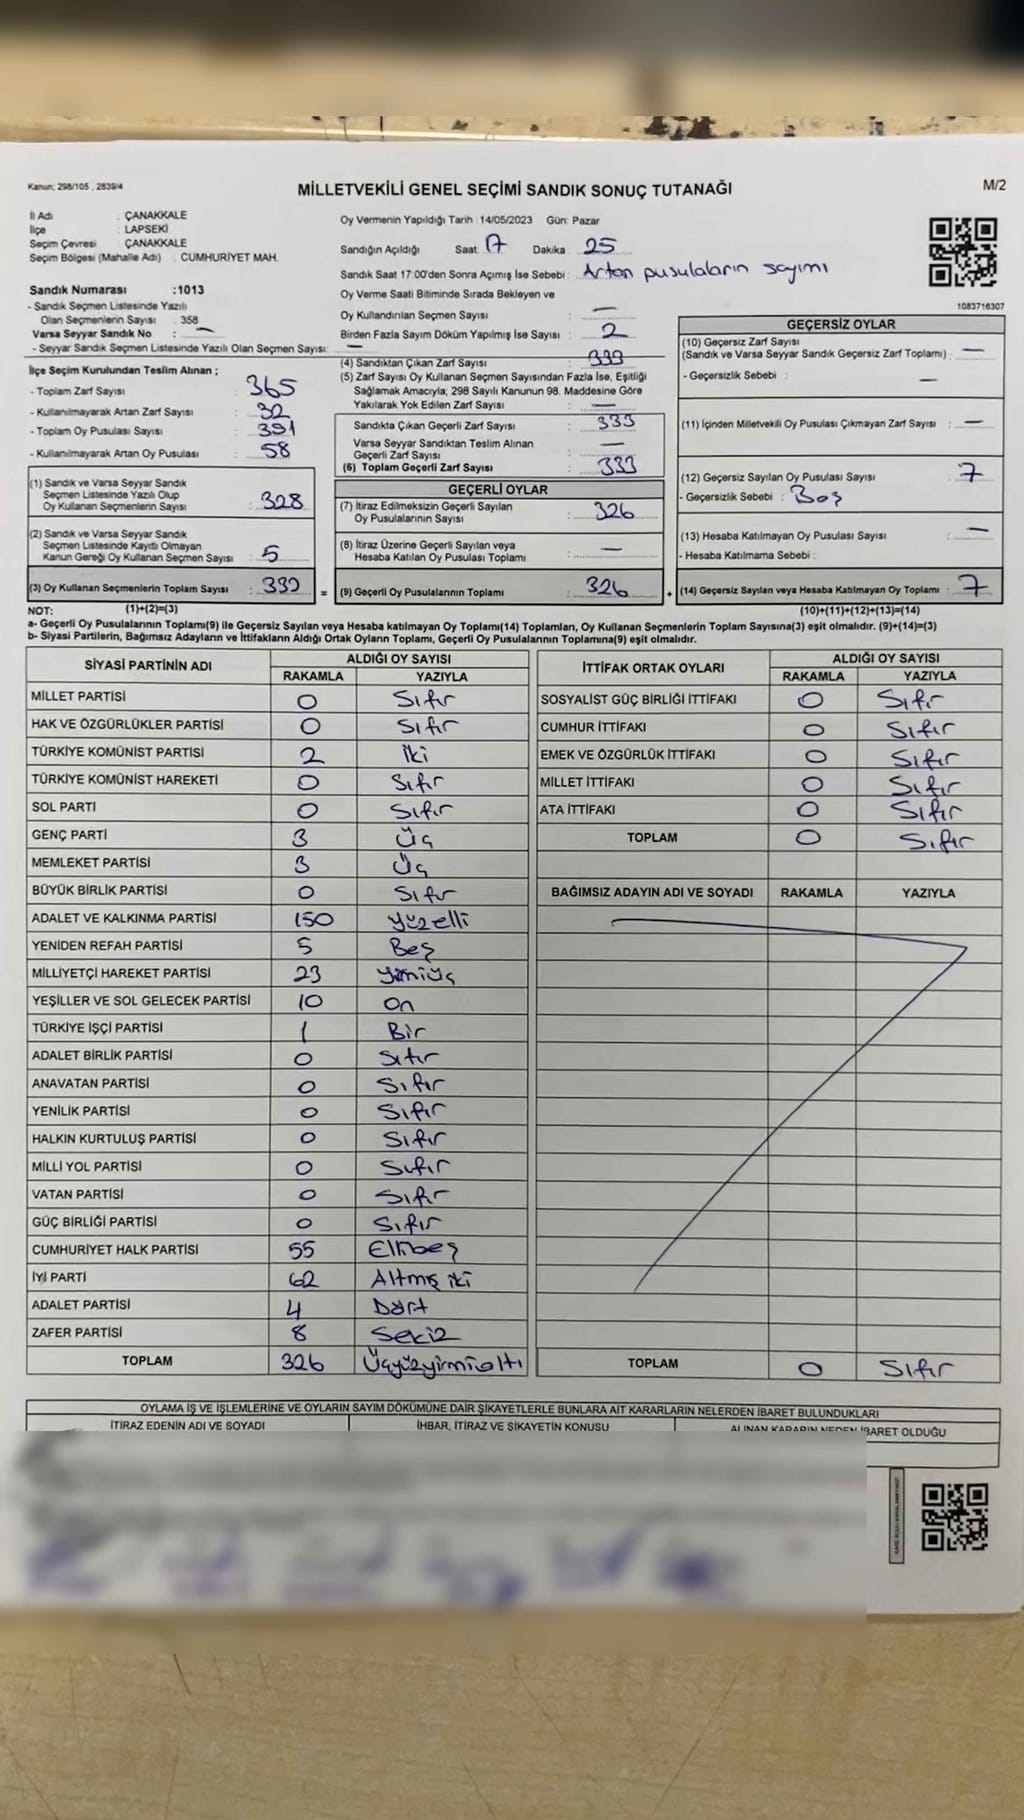 Kanun; 298/105 , 2839/4
MİLLETVEKİLİ GENEL SEÇİMİ SANDIK SONUÇ TUTANAĞI
M/2
İl Adı : ÇANAKKALE
İlçe : LAPSEKİ
Seçim Çevresi : ÇANAKKALE
Seçim Bölgesi (Mahalle Adı) : CUMHURİYET MAH.
Sandık Numarası :1013
- Sandık Seçmen Listesinde Yazılı
Olan Seçmenlerin Sayısı : 358
Varsa Seyyar Sandık No : —
- Seyyar Sandık Seçmen Listesinde Yazılı Olan Seçmen Sayısı: —
Oy Vermenin Yapıldığı Tarih :14/05/2023 Gün: Pazar
Sandığın Açıldığı Saat: 17 Dakika : 25
Sandık Saat 17:00'den Sonra Açımış İse Sebebi : Artan pusulaların sayımı
Oy Verme Saati Bitiminde Sırada Bekleyen ve
Oy Kullandırılan Seçmen Sayısı : —
Birden Fazla Sayım Döküm Yapılmış İse Sayısı : 2
1083716307
İlçe Seçim Kurulundan Teslim Alınan ;
- Toplam Zarf Sayısı : 365
- Kullanılmayarak Artan Zarf Sayısı : 32
- Toplam Oy Pusulası Sayısı : 391
- Kullanılmayarak Artan Oy Pusulası : 58
(1) Sandık ve Varsa Seyyar Sandık
Seçmen Listesinde Yazılı Olup
Oy Kullanan Seçmenlerin Sayısı : 328
(2) Sandık ve Varsa Seyyar Sandık
Seçmen Listesinde Kayıtlı Olmayan
Kanun Gereği Oy Kullanan Seçmen Sayısı : 5
(3) Oy Kullanan Seçmenlerin Toplam Sayısı : 333
(4) Sandıktan Çıkan Zarf Sayısı : 333
(5) Zarf Sayısı Oy Kullanan Seçmen Sayısından Fazla İse, Eşitliği
Sağlamak Amacıyla; 298 Sayılı Kanunun 98. Maddesine Göre
Yakılarak Yok Edilen Zarf Sayısı : —
Sandıkta Çıkan Geçerli Zarf Sayısı : 333
Varsa Seyyar Sandıktan Teslim Alınan
Geçerli Zarf Sayısı : —
(6) Toplam Geçerli Zarf Sayısı : 333
GEÇERLİ OYLAR
(7) İtiraz Edilmeksizin Geçerli Sayılan
Oy Pusulalarının Sayısı : 326
(8) İtiraz Üzerine Geçerli Sayılan veya
Hesaba Katılan Oy Pusulası Toplamı : —
= (9) Geçerli Oy Pusulalarının Toplamı : 326 +
GEÇERSİZ OYLAR
(10) Geçersiz Zarf Sayısı
(Sandık ve Varsa Seyyar Sandık Geçersiz Zarf Toplamı) : —
- Geçersizlik Sebebi : —
(11) İçinden Milletvekili Oy Pusulası Çıkmayan Zarf Sayısı : —
(12) Geçersiz Sayılan Oy Pusulası Sayısı : 7
- Geçersizlik Sebebi : Boş
(13) Hesaba Katılmayan Oy Pusulası Sayısı : —
- Hesaba Katılmama Sebebi :
(14) Geçersiz Sayılan veya Hesaba Katılmayan Oy Toplamı : 7
NOT: (1)+(2)=(3) (10)+(11)+(12)+(13)=(14)
a- Geçerli Oy Pusulalarının Toplamı(9) ile Geçersiz Sayılan veya Hesaba katılmayan Oy Toplamı(14) Toplamları, Oy Kullanan Seçmenlerin Toplam Sayısına(3) eşit olmalıdır. (9)+(14)=(3)
b- Siyasi Partilerin, Bağımsız Adayların ve İttifakların Aldığı Ortak Oyların Toplamı, Geçerli Oy Pusulalarının Toplamına(9) eşit olmalıdır.
SİYASİ PARTİNİN ADI ALDIĞI OY SAYISI
RAKAMLA YAZIYLA
MİLLET PARTİSİ 0 Sıfır
HAK VE ÖZGÜRLÜKLER PARTİSİ 0 Sıfır
TÜRKİYE KOMÜNİST PARTİSİ 2 İki
TÜRKİYE KOMÜNİST HAREKETİ 0 Sıfır
SOL PARTİ 0 Sıfır
GENÇ PARTİ 3 Üç
MEMLEKET PARTİSİ 3 Üç
BÜYÜK BİRLİK PARTİSİ 0 Sıfır
ADALET VE KALKINMA PARTİSİ 150 Yüzelli
YENİDEN REFAH PARTİSİ 5 Beş
MİLLİYETÇİ HAREKET PARTİSİ 23 Yirmiüç
YEŞİLLER VE SOL GELECEK PARTİSİ 10 On
TÜRKİYE İŞÇİ PARTİSİ 1 Bir
ADALET BİRLİK PARTİSİ 0 Sıfır
ANAVATAN PARTİSİ 0 Sıfır
YENİLİK PARTİSİ 0 Sıfır
HALKIN KURTULUŞ PARTİSİ 0 Sıfır
MİLLİ YOL PARTİSİ 0 Sıfır
VATAN PARTİSİ 0 Sıfır
GÜÇ BİRLİĞİ PARTİSİ 0 Sıfır
CUMHURİYET HALK PARTİSİ 55 Ellibeş
İYİ PARTİ 62 Altmış iki
ADALET PARTİSİ 4 Dört
ZAFER PARTİSİ 8 Sekiz
TOPLAM 326 Üçyüzyirmialtı
İTTİFAK ORTAK OYLARI ALDIĞI OY SAYISI
RAKAMLA YAZIYLA
SOSYALİST GÜÇ BİRLİĞİ İTTİFAKI 0 Sıfır
CUMHUR İTTİFAKI 0 Sıfır
EMEK VE ÖZGÜRLÜK İTTİFAKI 0 Sıfır
MİLLET İTTİFAKI 0 Sıfır
ATA İTTİFAKI 0 Sıfır
TOPLAM 0 Sıfır
BAĞIMSIZ ADAYIN ADI VE SOYADI RAKAMLA YAZIYLA
TOPLAM 0 Sıfır
OYLAMA İŞ VE İŞLEMLERİNE VE OYLARIN SAYIM DÖKÜMÜNE DAİR ŞİKAYETLERLE BUNLARA AİT KARARLARIN NELERDEN İBARET BULUNDUKLARI
İTİRAZ EDENİN ADI VE SOYADI İHBAR, İTİRAZ VE ŞİKAYETİN KONUSU ALINAN KARARIN NEDEN İBARET OLDUĞU